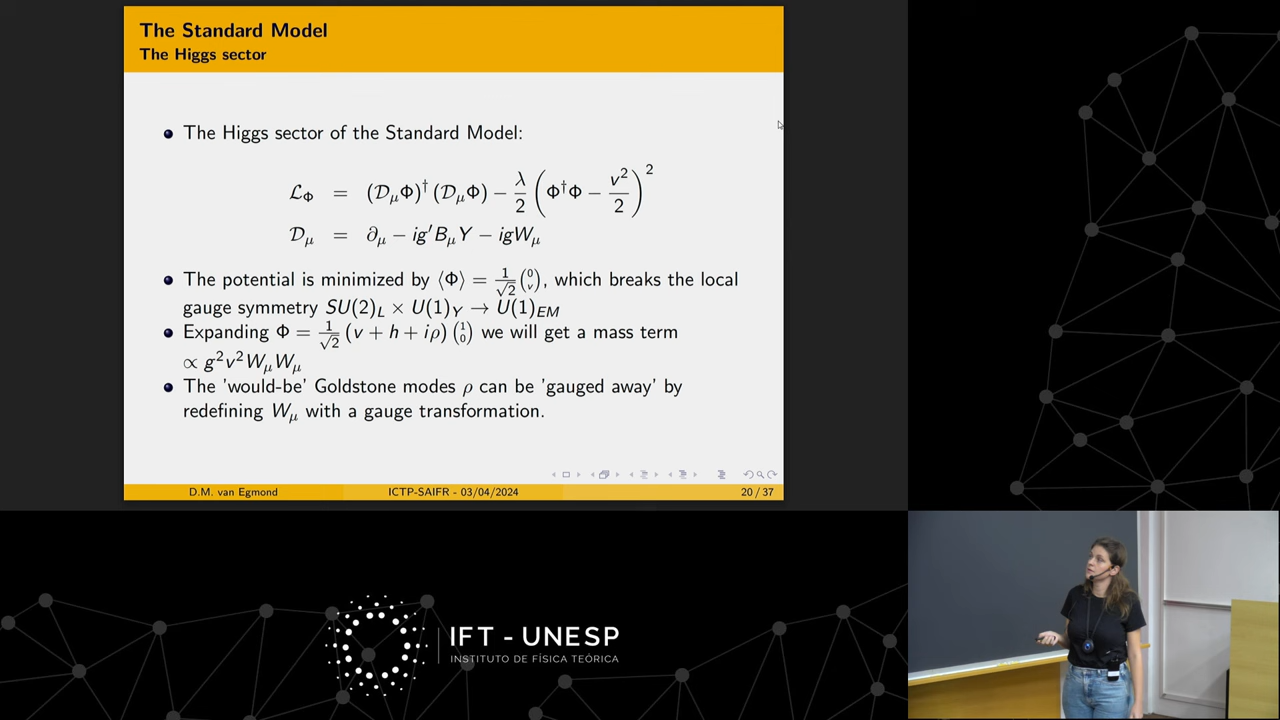 The Standard Model
The Higgs sector
The Higgs sector of the Standard Model:
ℒ_Φ = (𝒟_μΦ)^† (𝒟_μΦ) − λ/2 (Φ^†Φ − v²/2)²
𝒟_μ = ∂_μ − ig′B_μY − igW_μ
The potential is minimized by ⟨Φ⟩ = 1/√2 (0 v), which breaks the local
gauge symmetry SU(2)_L × U(1)_Y → U(1)_EM
Expanding Φ = 1/√2 (v + h + iρ) (1 0) we will get a mass term
∝ g²v²W_μW_μ
The 'would-be' Goldstone modes ρ can be 'gauged away' by
redefining W_μ with a gauge transformation.
D.M. van Egmond ICTP-SAIFR - 03/04/2024 20 / 37
IFT - UNESP
INSTITUTO DE FÍSICA TEÓRICA